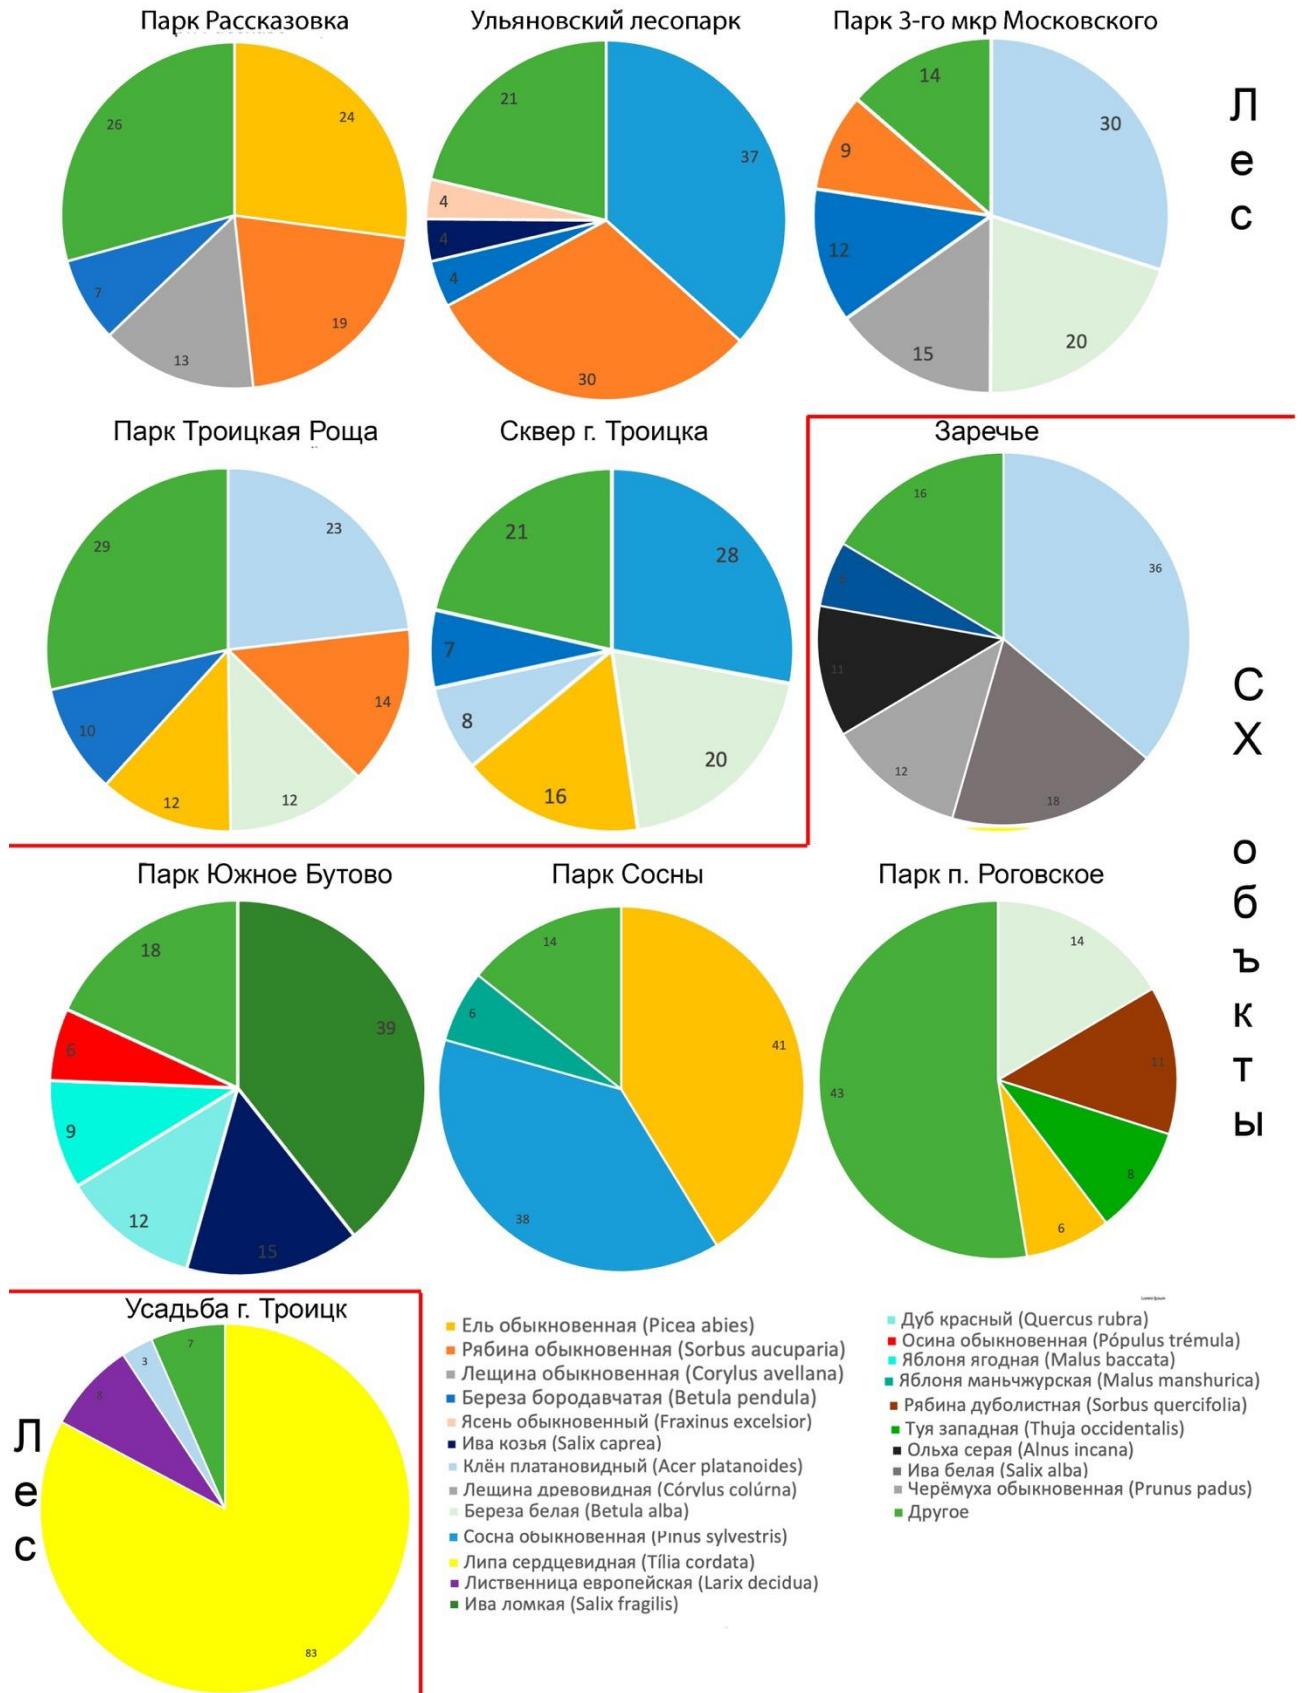 Парк Рассказовка
Ульяновский лесопарк
Парк 3-го мкр Московского
26
24
7
19
13
21
37
4
4
4
30
14
30
9
12
15
20
Лес
Парк Троицкая Роща
Сквер г. Троицка
Заречье
29
23
10
14
12
12
21
28
7
8
16
20
16
36
11
12
18
СХ объкты
Парк Южное Бутово
Парк Сосны
Парк п. Роговское
18
39
6
9
12
15
14
6
41
38
14
11
43
8
6
Усадьба г. Троицк
7
3
8
83
Лес
Ель обыкновенная (Picea abies)
Рябина обыкновенная (Sorbus aucuparia)
Лещина обыкновенная (Corylus avellana)
Береза бородавчатая (Betula pendula)
Ясень обыкновенный (Fraxinus excelsior)
Ива козья (Salix caprea)
Клён платановидный (Acer platanoides)
Лещина древовидная (Córylus colúrna)
Береза белая (Betula alba)
Сосна обыкновенная (Pinus sylvestris)
Липа сердцевидная (Tília cordata)
Лиственница европейская (Larix decidua)
Ива ломкая (Salix fragilis)
Lorem Ipsum
Дуб красный (Quercus rubra)
Осина обыкновенная (Pópulus trémula)
Яблоня ягодная (Malus baccata)
Яблоня маньчжурская (Malus manshurica)
Рябина дуболистная (Sorbus quercifolia)
Туя западная (Thuja occidentalis)
Ольха серая (Alnus incana)
Ива белая (Salix alba)
Черёмуха обыкновенная (Prunus padus)
Другое